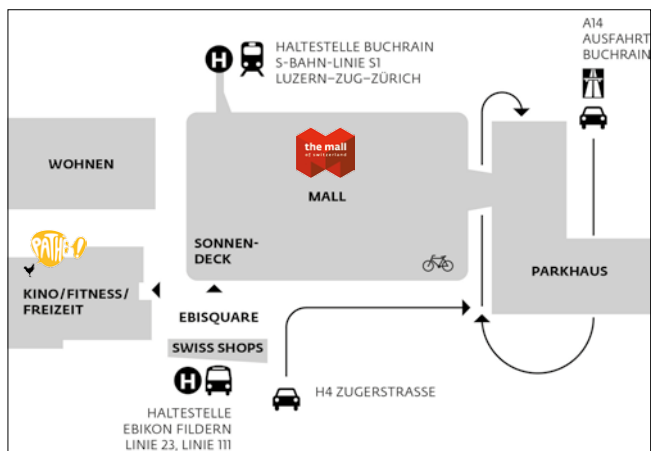 HALTESTELLE BUCHRAIN
S-BAHN-LINIE S1
LUZERN–ZUG–ZÜRICH
A14
AUSFAHRT
BUCHRAIN
H
WOHNEN
the mall
of switzerland
MALL
PATHE!
SONNEN-
DECK
KINO/FITNESS/
FREIZEIT
PARKHAUS
EBISQUARE
SWISS SHOPS
H
H4 ZUGERSTRASSE
HALTESTELLE
EBIKON FILDERN
LINIE 23, LINIE 111